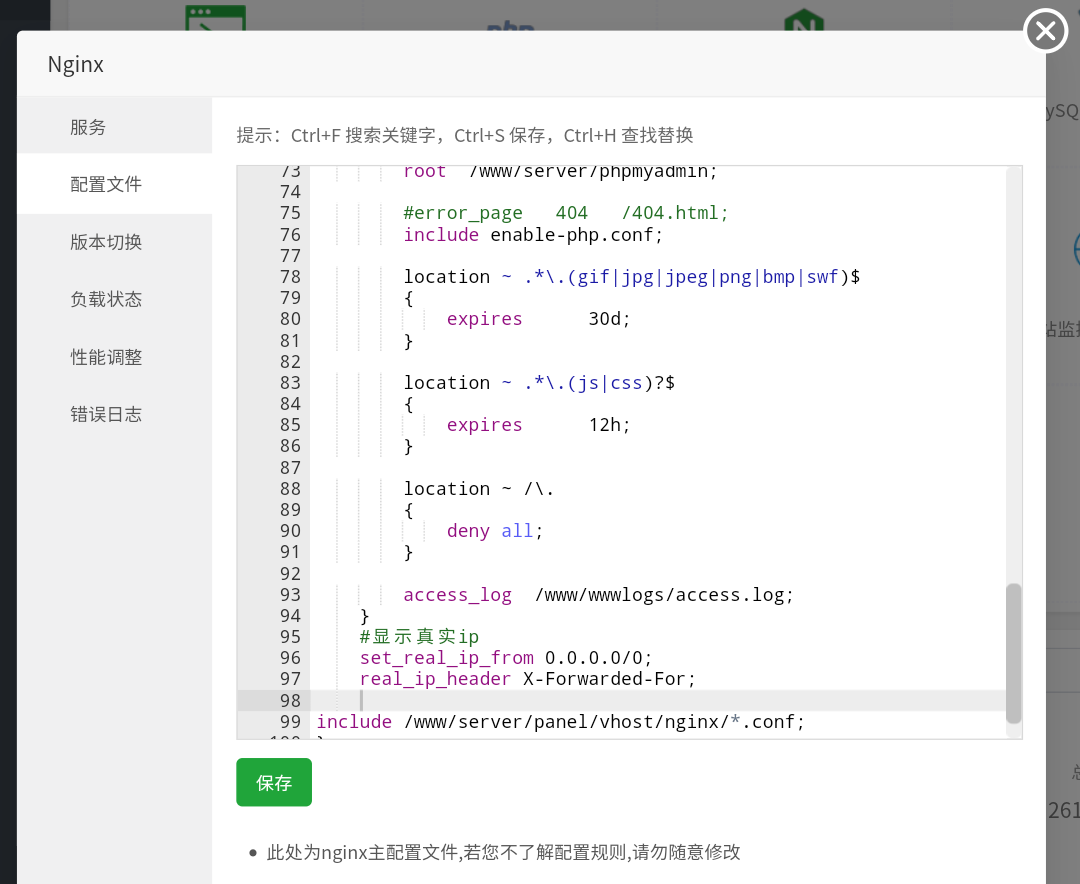 php
Nginx
ySQ
服务
提示：Ctrl+F 搜索关键字，Ctrl+S 保存，Ctrl+H 查找替换
配置文件
版本切换
负载状态
性能调整
错误日志
73 root  /www/server/phpmyadmin;
74
75 #error_page   404   /404.html;
76 include enable-php.conf;
77
78 location ~ .*\.(gif|jpg|jpeg|png|bmp|swf)$
79 {
80 expires      30d;
81 }
82
83 location ~ .*\.(js|css)?$
84 {
85 expires      12h;
86 }
87
88 location ~ /\.
89 {
90 deny all;
91 }
92
93 access_log  /www/wwwlogs/access.log;
94 }
95 #显示真实ip
96 set_real_ip_from 0.0.0.0/0;
97 real_ip_header X-Forwarded-For;
98
99 include /www/server/panel/vhost/nginx/*.conf;
保存
261
此处为nginx主配置文件,若您不了解配置规则,请勿随意修改